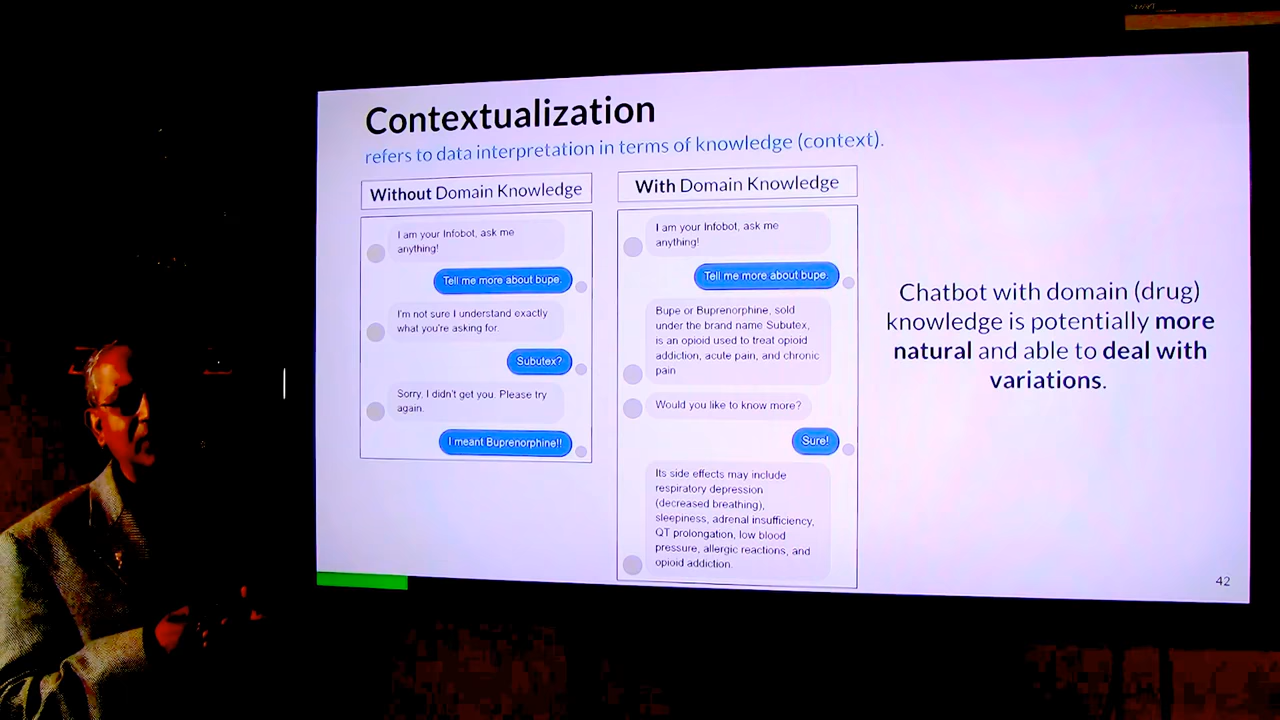 Contextualization
refers to data interpretation in terms of knowledge (context).
Without Domain Knowledge
I am your Infobot, ask me
anything!
Tell me more about bupe.
I'm not sure I understand exactly
what you're asking for.
Subutex?
Sorry, I didn't get you. Please try
again.
I meant Buprenorphine!!
With Domain Knowledge
I am your Infobot, ask me
anything!
Tell me more about bupe.
Bupe or Buprenorphine, sold
under the brand name Subutex,
is an opioid used to treat opioid
addiction, acute pain, and chronic
pain
Would you like to know more?
Sure!
Its side effects may include
respiratory depression
(decreased breathing),
sleepiness, adrenal insufficiency,
QT prolongation, low blood
pressure, allergic reactions, and
opioid addiction.
Chatbot with domain (drug)
knowledge is potentially more
natural and able to deal with
variations.
42